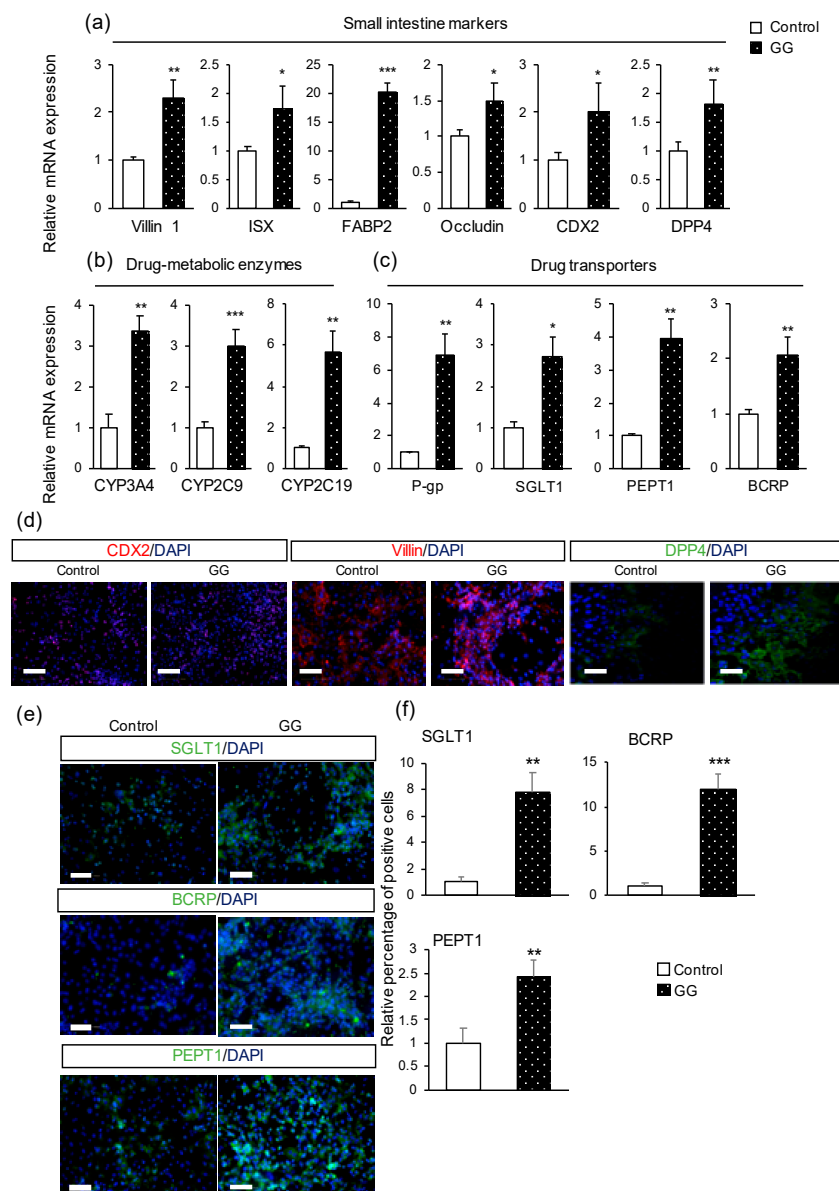 (a)
Small intestine markers
Control
GG
Relative mRNA expression
3
2
1
0
**
Villin 1
2.5
2
1.5
1
0.5
0
*
ISX
25
20
15
10
5
0
***
FABP2
2
1.5
1
0.5
0
*
Occludin
3
2
1
0
*
CDX2
2.5
2
1.5
1
0.5
0
**
DPP4
(b)
Drug-metabolic enzymes
Relative mRNA expression
4
3
2
1
0
**
CYP3A4
4
3
2
1
0
***
CYP2C9
8
6
4
2
0
**
CYP2C19
(c)
Drug transporters
10
8
6
4
2
0
**
P-gp
4
3
2
1
0
*
SGLT1
5
4
3
2
1
0
**
PEPT1
3
2
1
0
**
BCRP
(d)
CDX2/DAPI
Control GG
Villin/DAPI
Control GG
DPP4/DAPI
Control GG
(e)
Control GG
SGLT1/DAPI
BCRP/DAPI
PEPT1/DAPI
(f)
Relative percentage of positive cells
SGLT1
10
8
6
4
2
0
**
BCRP
15
10
5
0
***
PEPT1
3
2.5
2
1.5
1
0.5
0
**
Control
GG